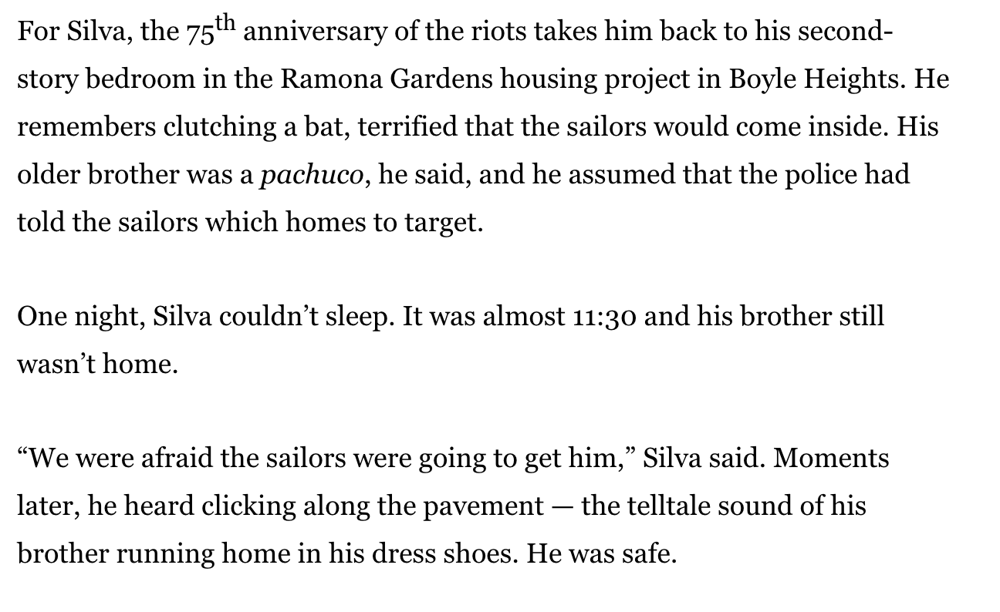 For Silva, the 75th anniversary of the riots takes him back to his second-
story bedroom in the Ramona Gardens housing project in Boyle Heights. He
remembers clutching a bat, terrified that the sailors would come inside. His
older brother was a pachuco, he said, and he assumed that the police had
told the sailors which homes to target.
One night, Silva couldn’t sleep. It was almost 11:30 and his brother still
wasn’t home.
“We were afraid the sailors were going to get him,” Silva said. Moments
later, he heard clicking along the pavement — the telltale sound of his
brother running home in his dress shoes. He was safe.